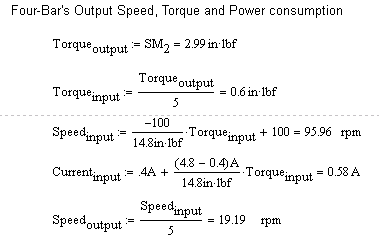 Four-Bar's Output Speed, Torque and Power consumption
Torque_output := SM_2 = 2.99 in·lbf
Torque_input := Torque_output / 5 = 0.6 in·lbf
Speed_input := -100 / 14.8in·lbf · Torque_input + 100 = 95.96 rpm
Current_input := .4A + (4.8 - 0.4)A / 14.8in·lbf · Torque_input = 0.58 A
Speed_output := Speed_input / 5 = 19.19 rpm